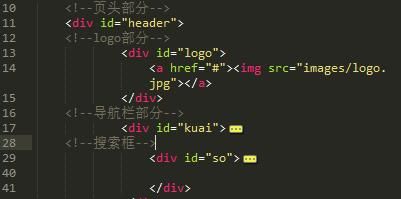 10 <!--页头部分-->
11 <div id="header">
12 <!--logo部分-->
13 <div id="logo">
14 <a href="#"><img src="images/logo.
jpg"></a>
15 </div>
16 <!--导航栏部分-->
17 <div id="kuai">
28 <!--搜索框-->
29 <div id="so">
40
41 </div>